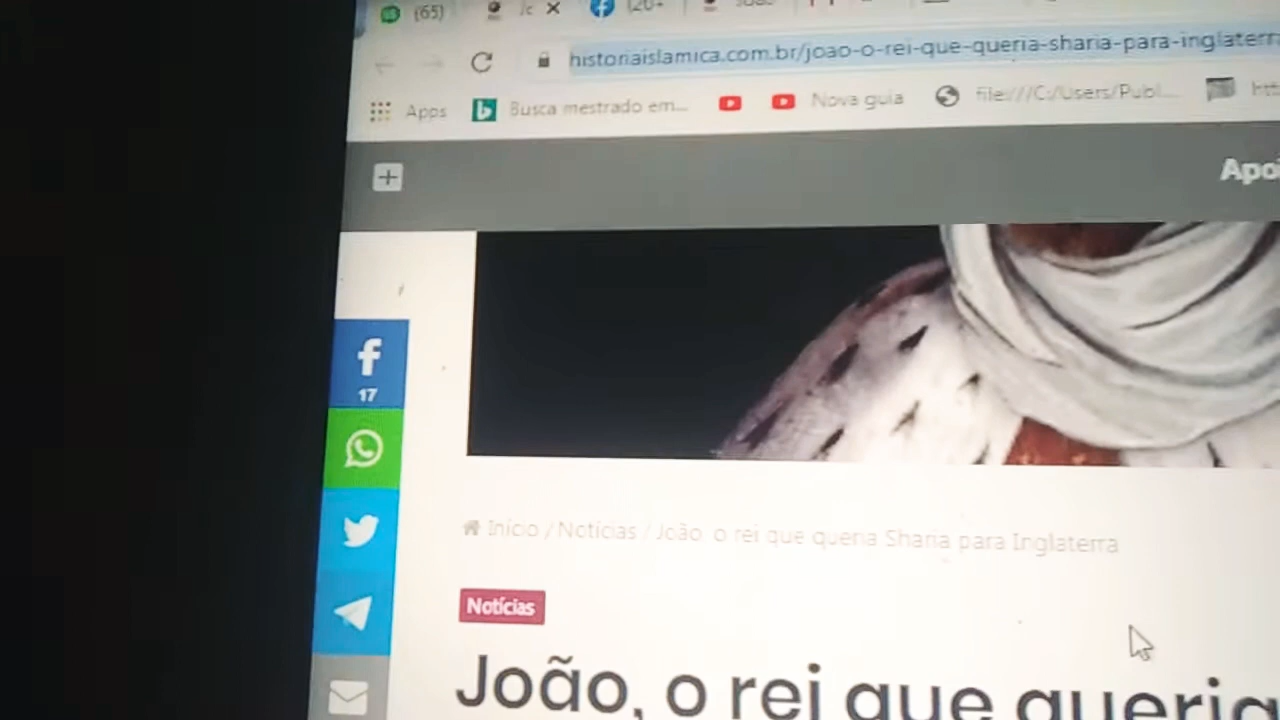 (65)
historiaislamica.com.br/joao-o-rei-que-queria-sharia-para-inglaterra
Apps Busca mestrado em... Nova guia file:///C:/Users/Publ...
Apoi
f
17
Início / Notícias / João o rei que queria Sharia para Inglaterra
Notícias
João, o rei que queria